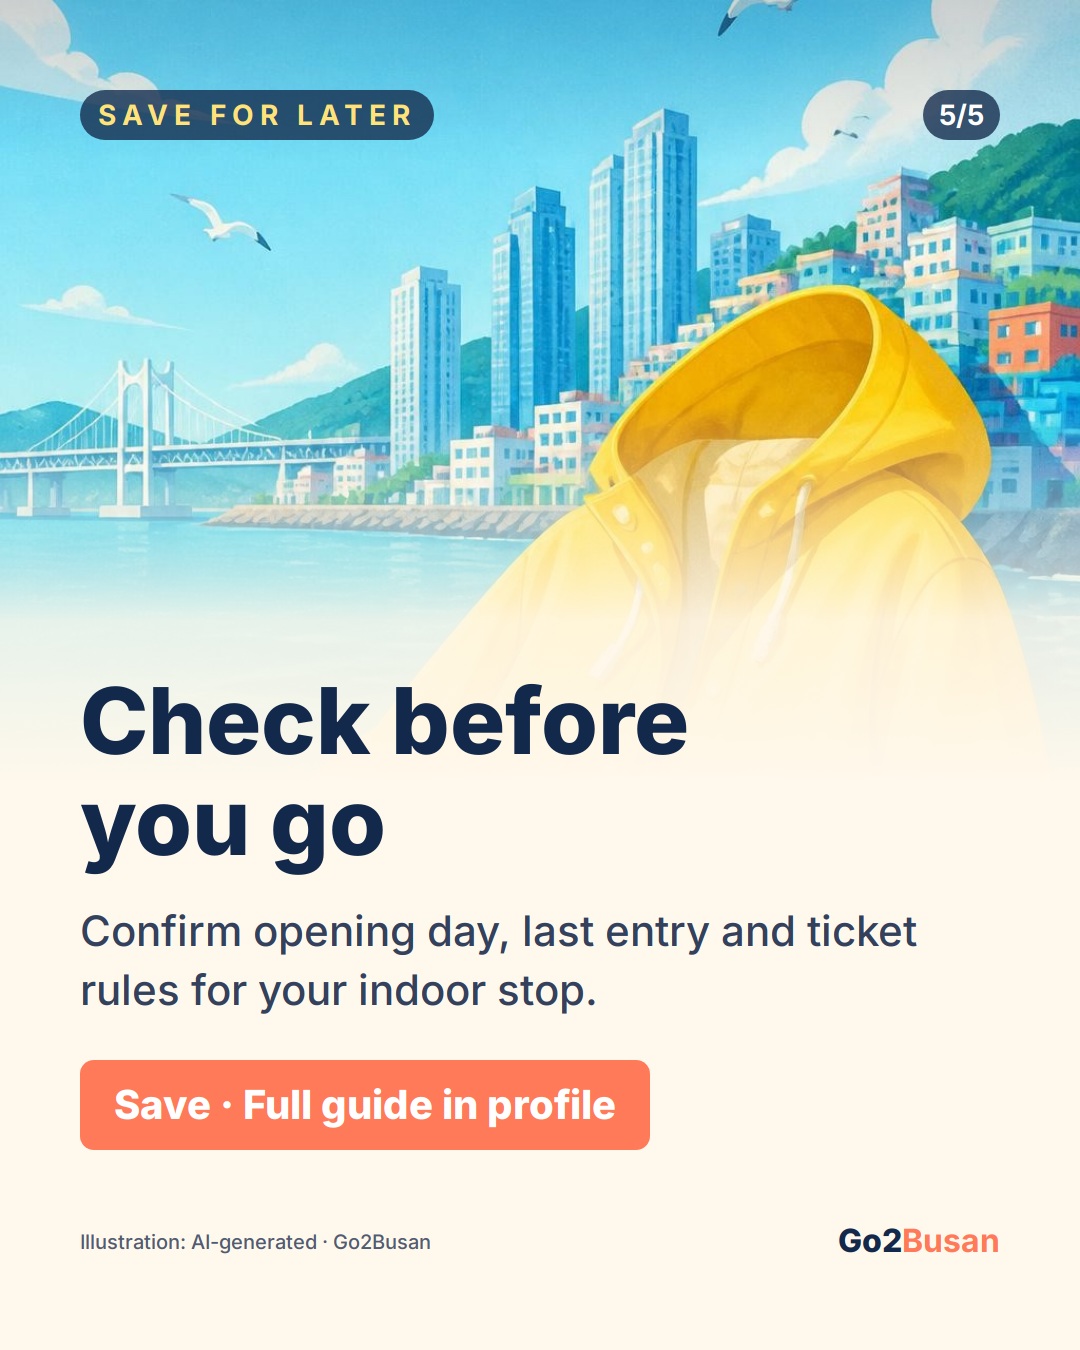 SAVE FOR LATER
5/5
Check before
you go
Confirm opening day, last entry and ticket
rules for your indoor stop.
Save · Full guide in profile
Illustration: AI-generated · Go2Busan
Go2Busan